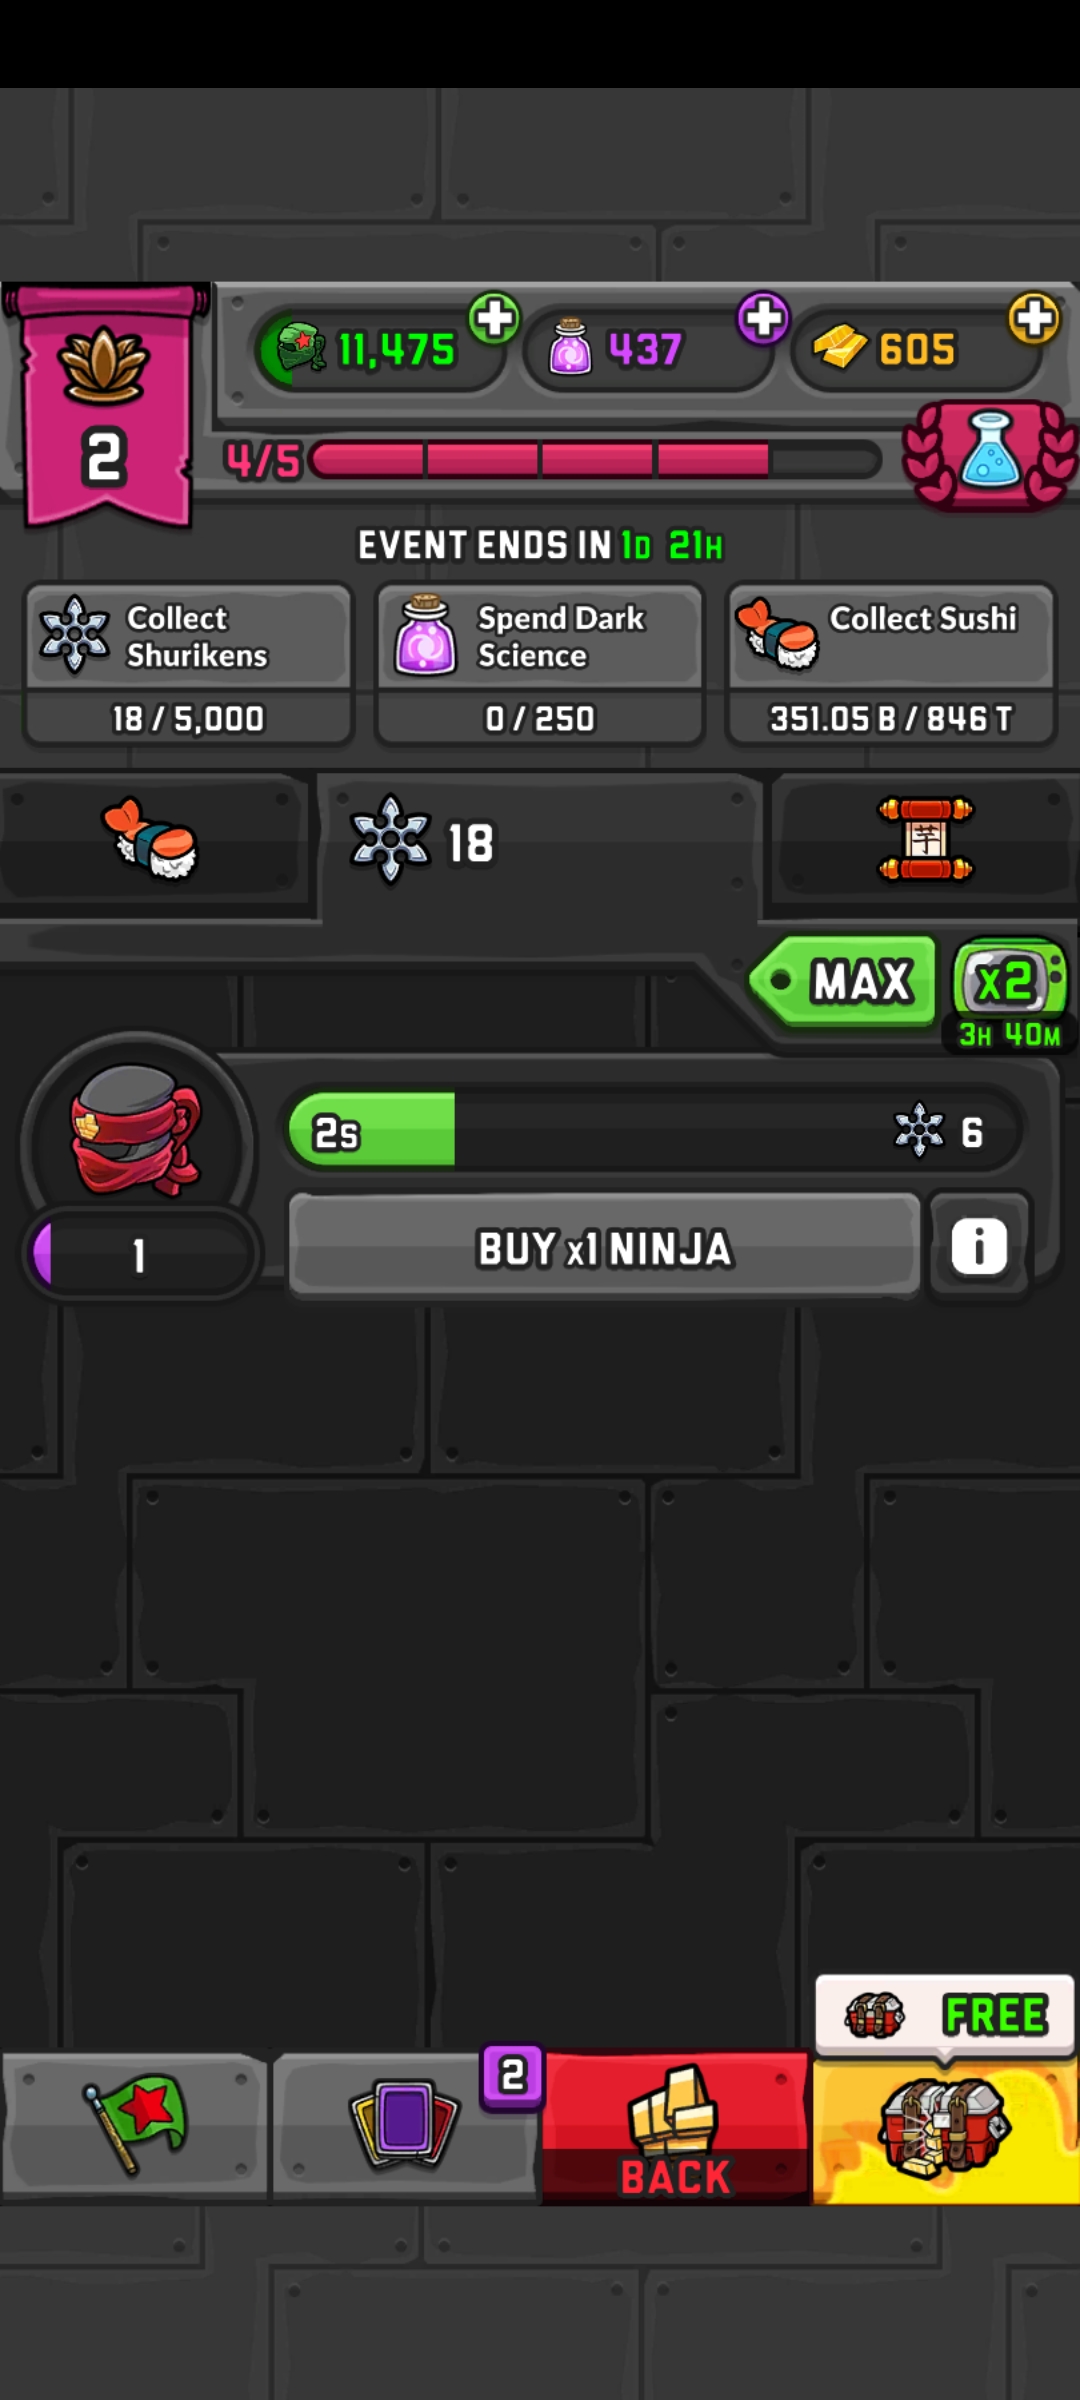 11,475
437
605
2
4/5
EVENT ENDS IN 1D 21H
Collect
Shurikens
18 / 5,000
Spend Dark
Science
0 / 250
Collect Sushi
351.05 B / 846 T
18
芋
MAX
x2
3H 40M
2s
6
1
BUY x1 NINJA
i
FREE
2
BACK